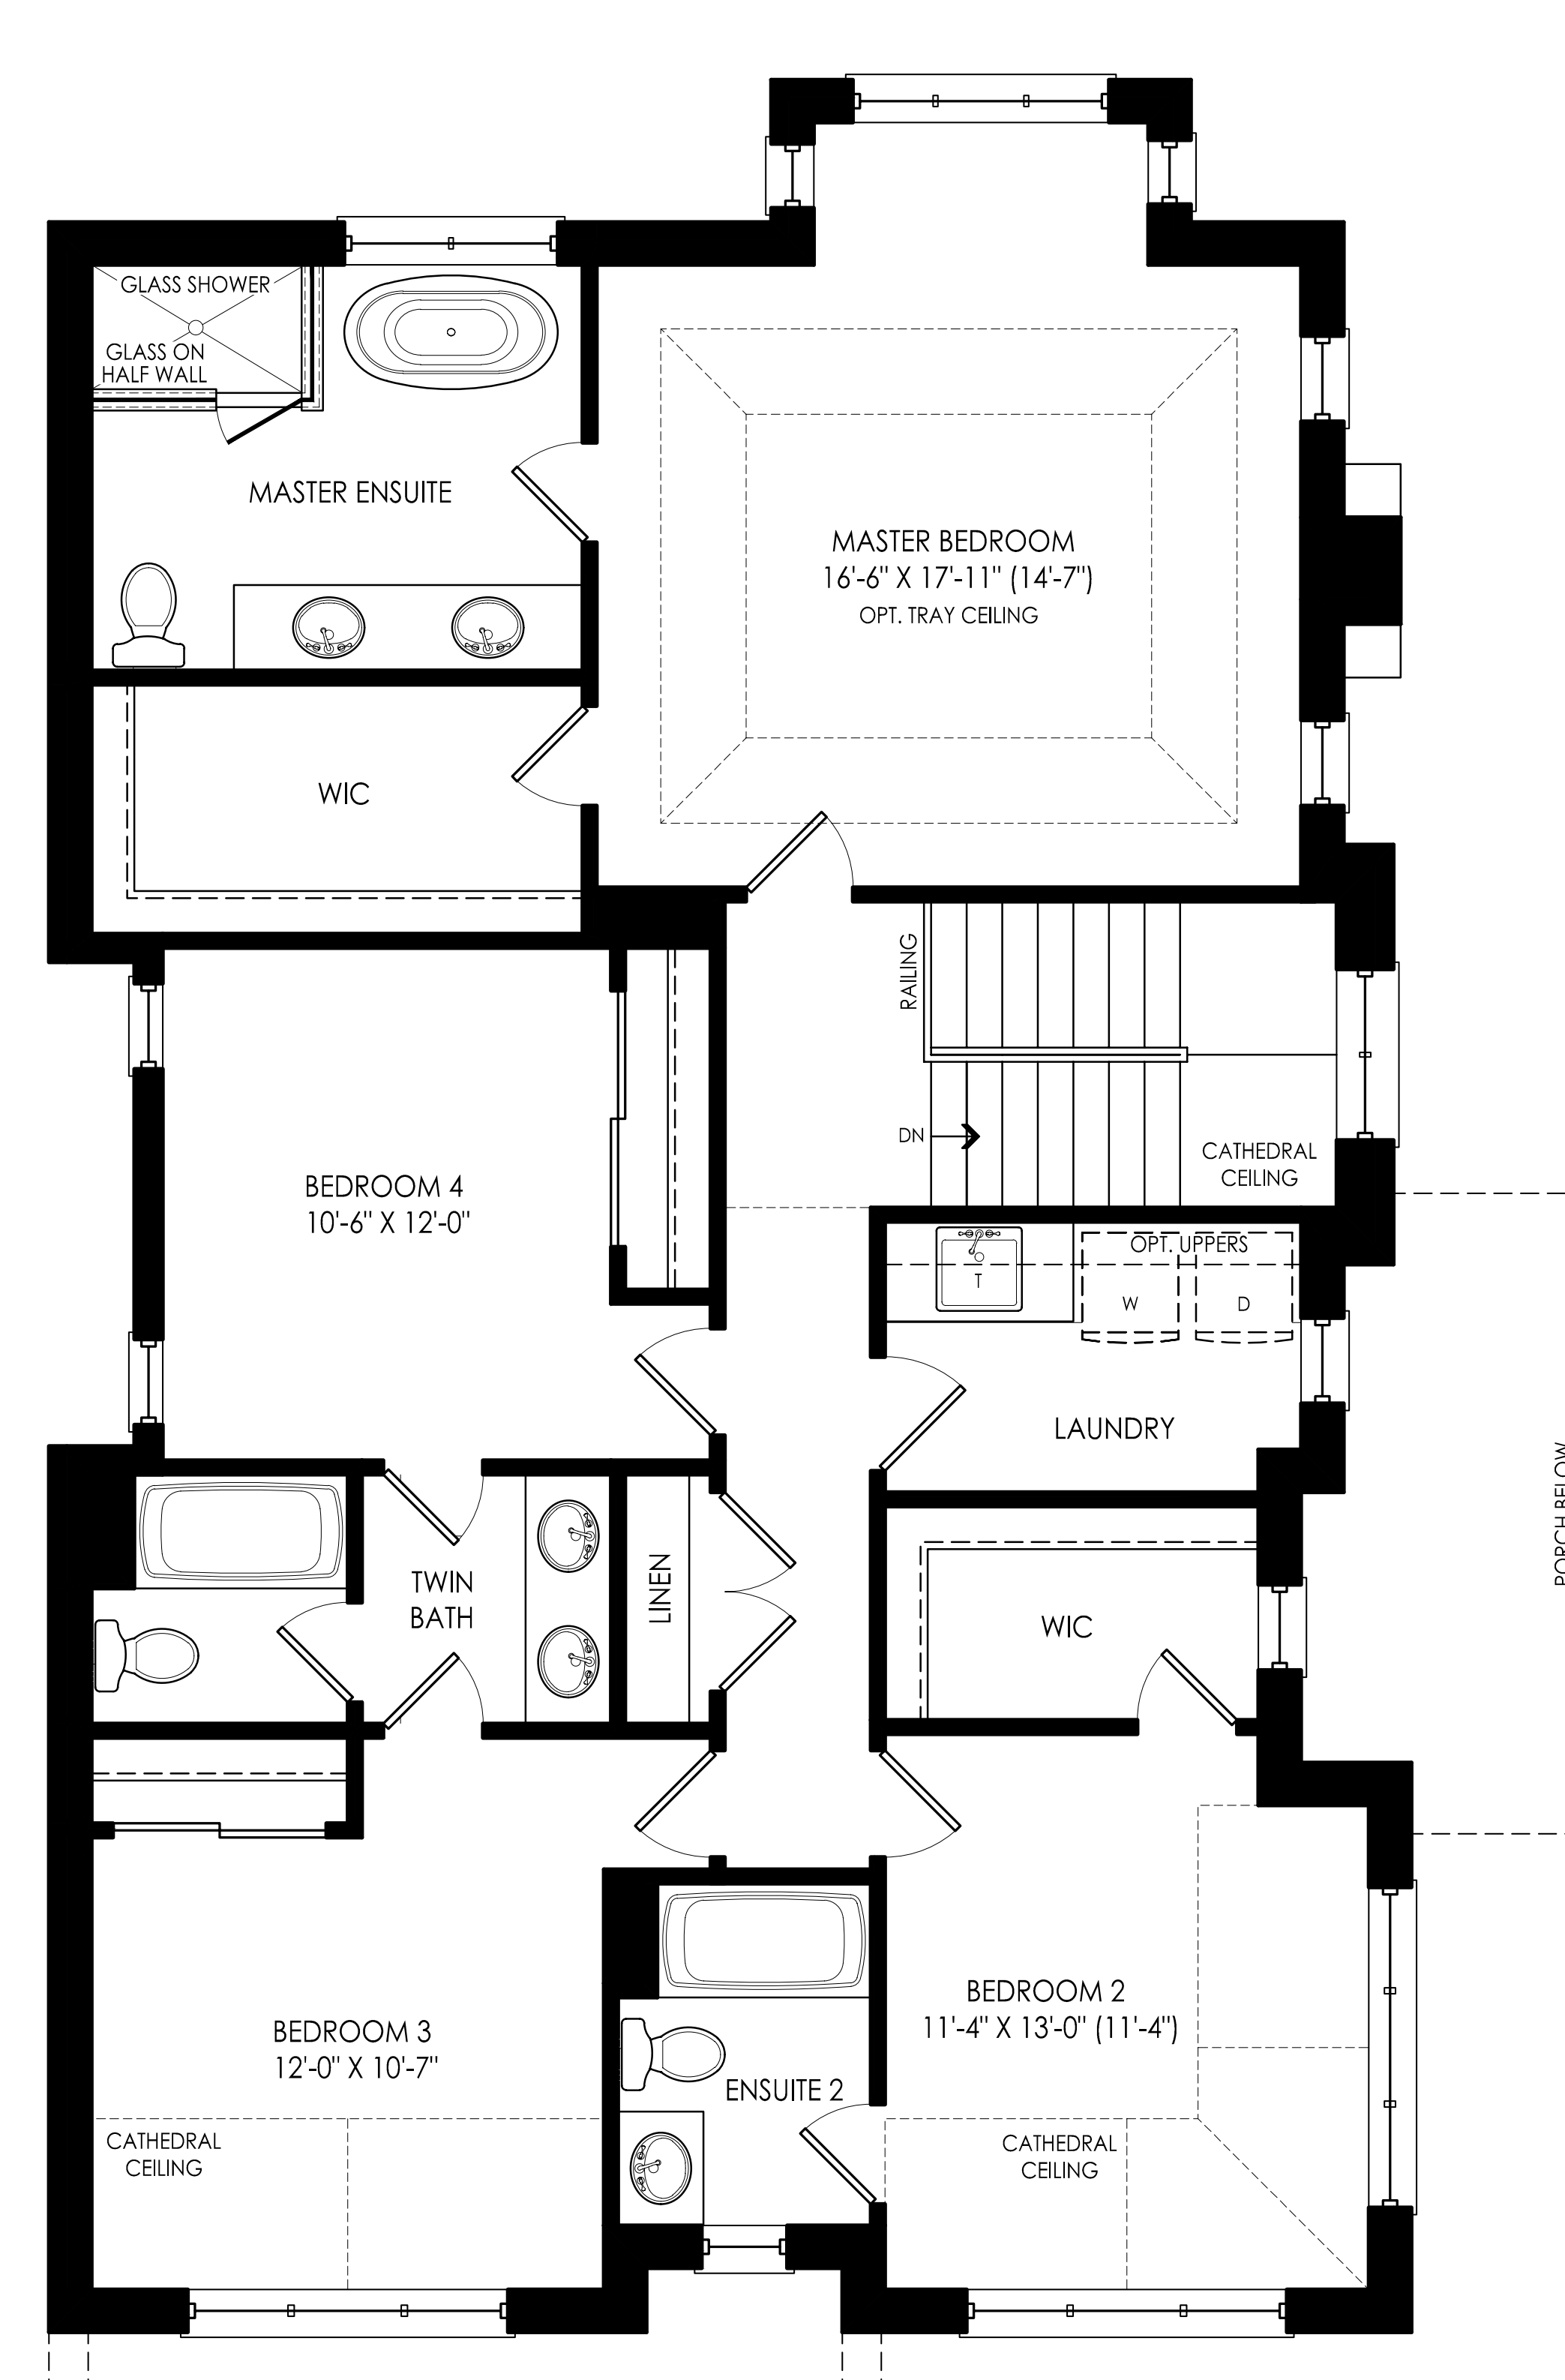 GLASS SHOWER
GLASS ON
HALF WALL
MASTER ENSUITE
MASTER BEDROOM
16'-6" X 17'-11" (14'-7")
OPT. TRAY CEILING
WIC
RAILING
DN
CATHEDRAL
CEILING
BEDROOM 4
10'-6" X 12'-0"
OPT. UPPERS
T
W
D
LAUNDRY
PORCH BELOW
TWIN
BATH
LINEN
WIC
BEDROOM 2
11'-4" X 13'-0" (11'-4")
BEDROOM 3
12'-0" X 10'-7"
ENSUITE 2
CATHEDRAL
CEILING
CATHEDRAL
CEILING